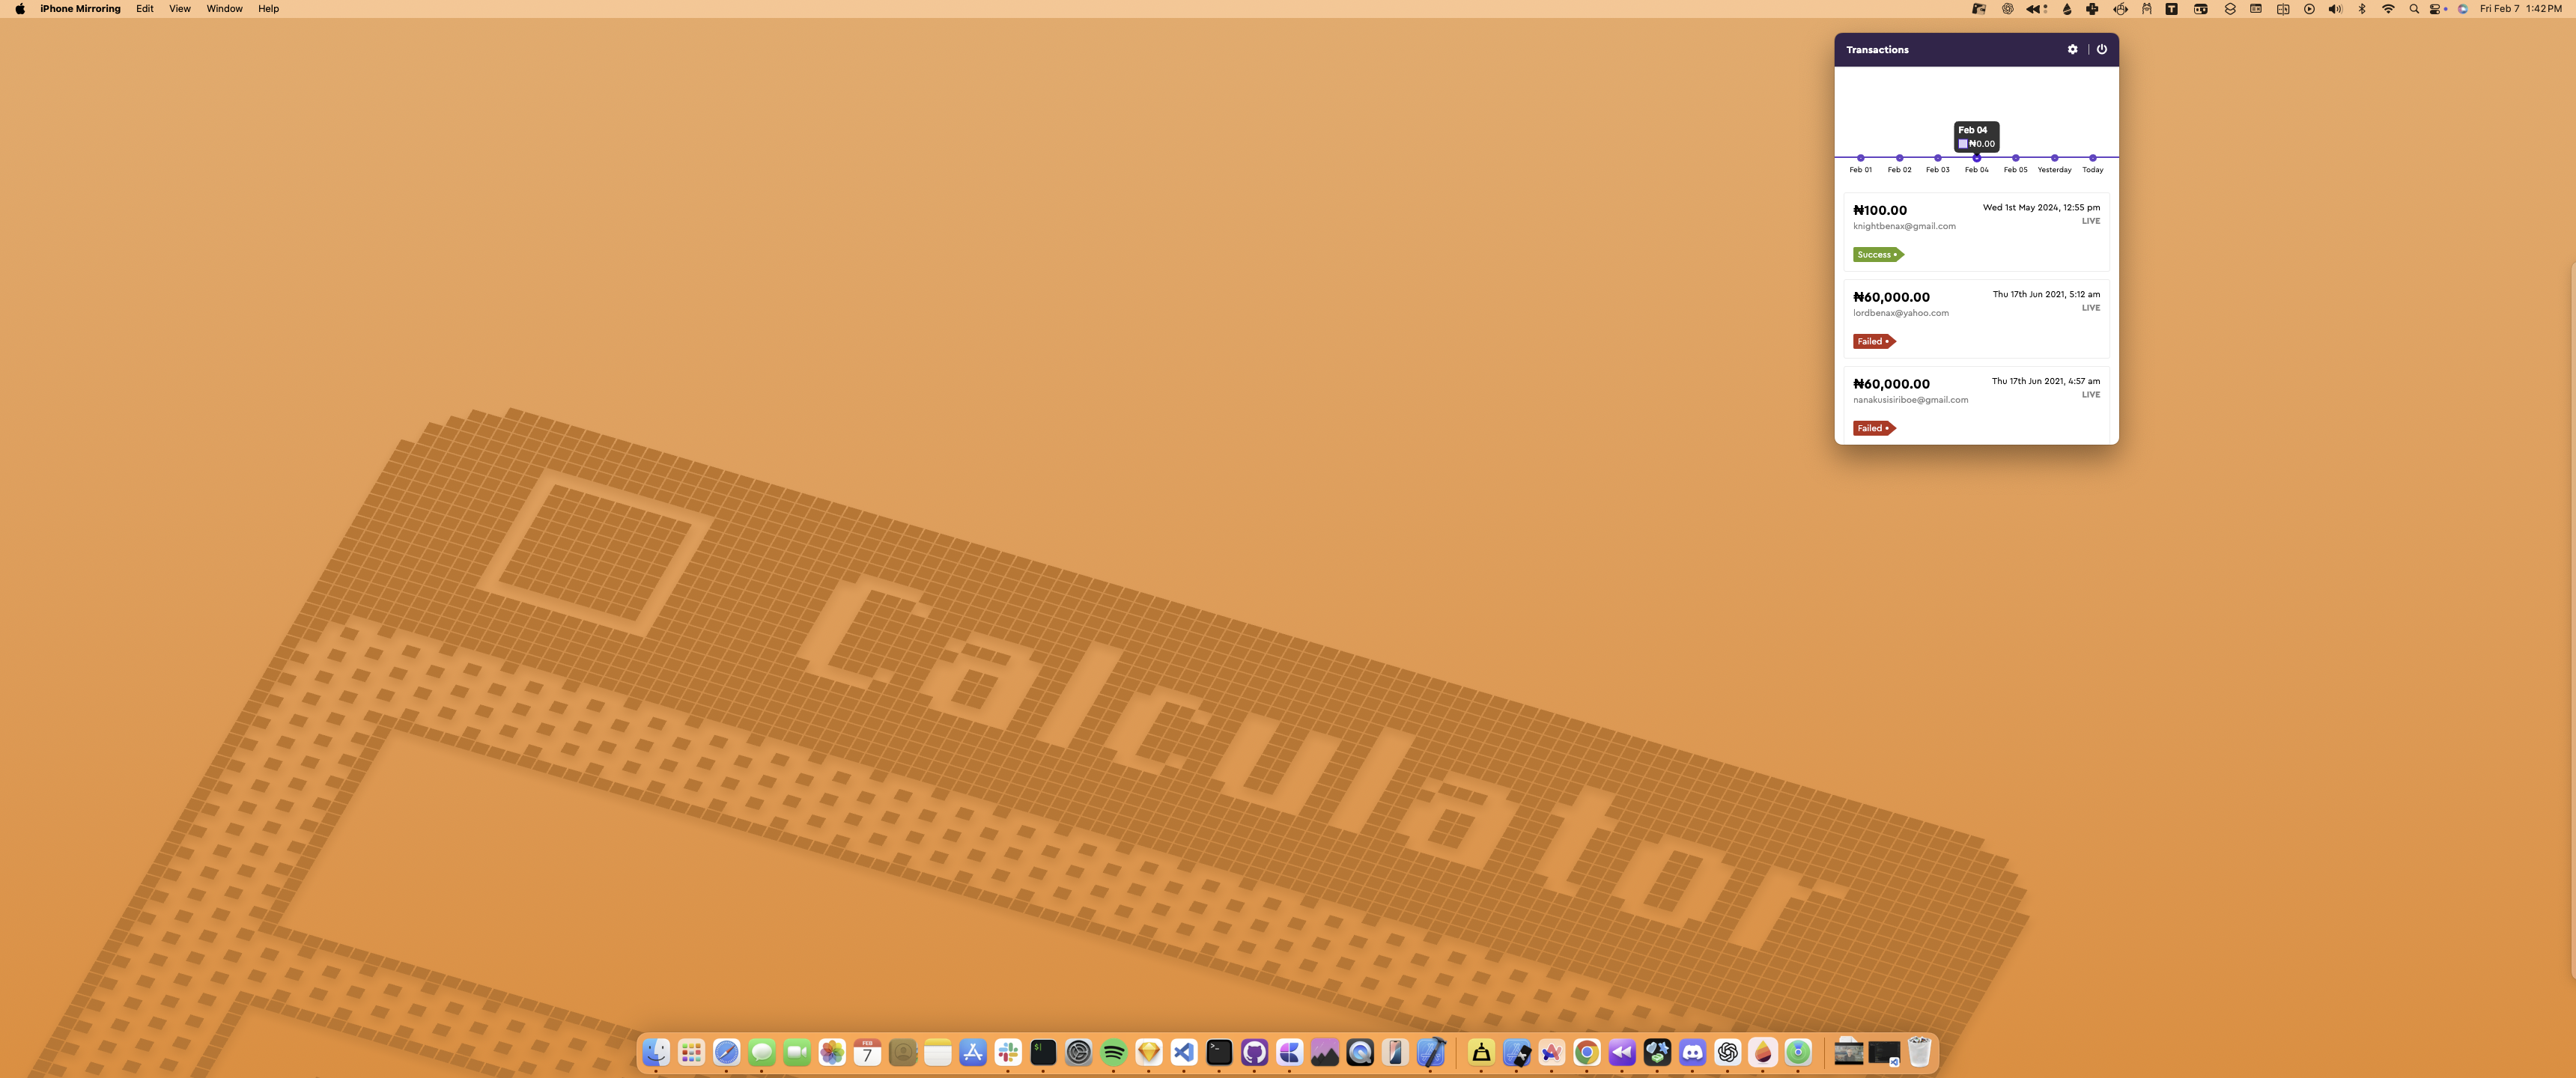 iPhone Mirroring Edit View Window Help
Fri Feb 7 1:42 PM
Transactions
Feb 04
₦0.00
Feb 01 Feb 02 Feb 03 Feb 04 Feb 05 Yesterday Today
₦100.00 Wed 1st May 2024, 12:55 pm
knightbenax@gmail.com LIVE
Success
₦60,000.00 Thu 17th Jun 2021, 5:12 am
lordbenax@yahoo.com LIVE
Failed
₦60,000.00 Thu 17th Jun 2021, 4:57 am
nanakusisiriboe@gmail.com LIVE
Failed
Calculator
FEB
7